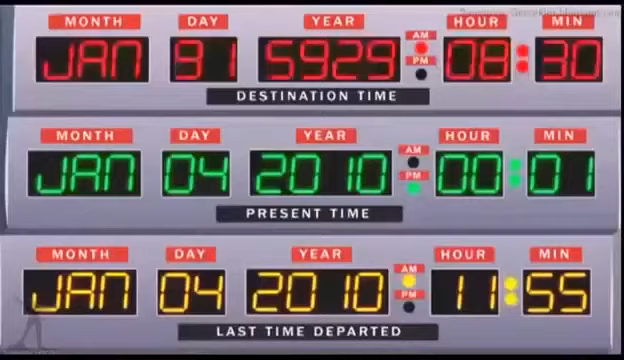 MONTH DAY YEAR AM PM HOUR MIN
JAN 31 5929 08:30
DESTINATION TIME
MONTH DAY YEAR AM PM HOUR MIN
JAN 04 2010 00:01
PRESENT TIME
MONTH DAY YEAR AM PM HOUR MIN
JAN 04 2010 11:55
LAST TIME DEPARTED